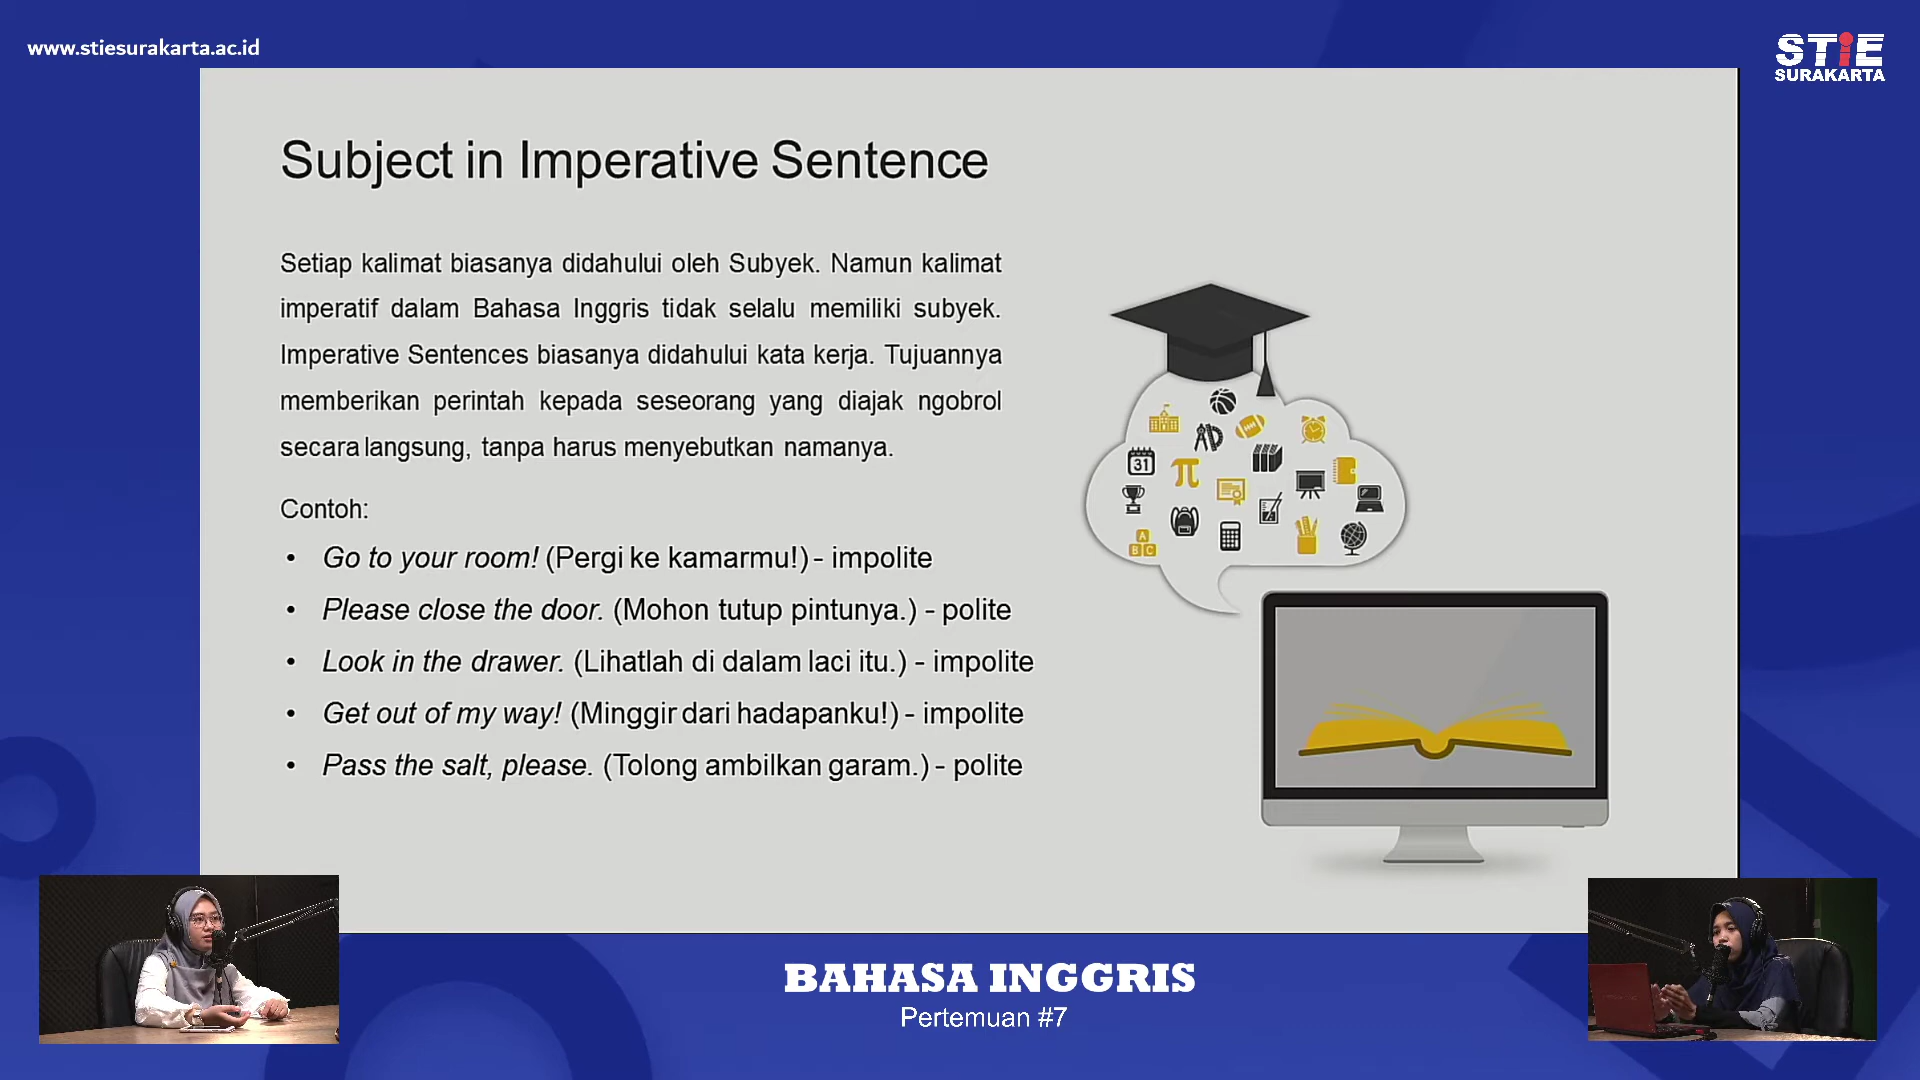 www.stiesurakarta.ac.id
STIE
SURAKARTA
Subject in Imperative Sentence
Setiap kalimat biasanya didahului oleh Subyek. Namun kalimat
imperatif dalam Bahasa Inggris tidak selalu memiliki subyek.
Imperative Sentences biasanya didahului kata kerja. Tujuannya
memberikan perintah kepada seseorang yang diajak ngobrol
secara langsung, tanpa harus menyebutkan namanya.
Contoh:
• Go to your room! (Pergi ke kamarmu!) - impolite
• Please close the door. (Mohon tutup pintunya.) - polite
• Look in the drawer. (Lihatlah di dalam laci itu.) - impolite
• Get out of my way! (Minggir dari hadapanku!) - impolite
• Pass the salt, please. (Tolong ambilkan garam.) - polite
31
π
A
B C
BAHASA INGGRIS
Pertemuan #7